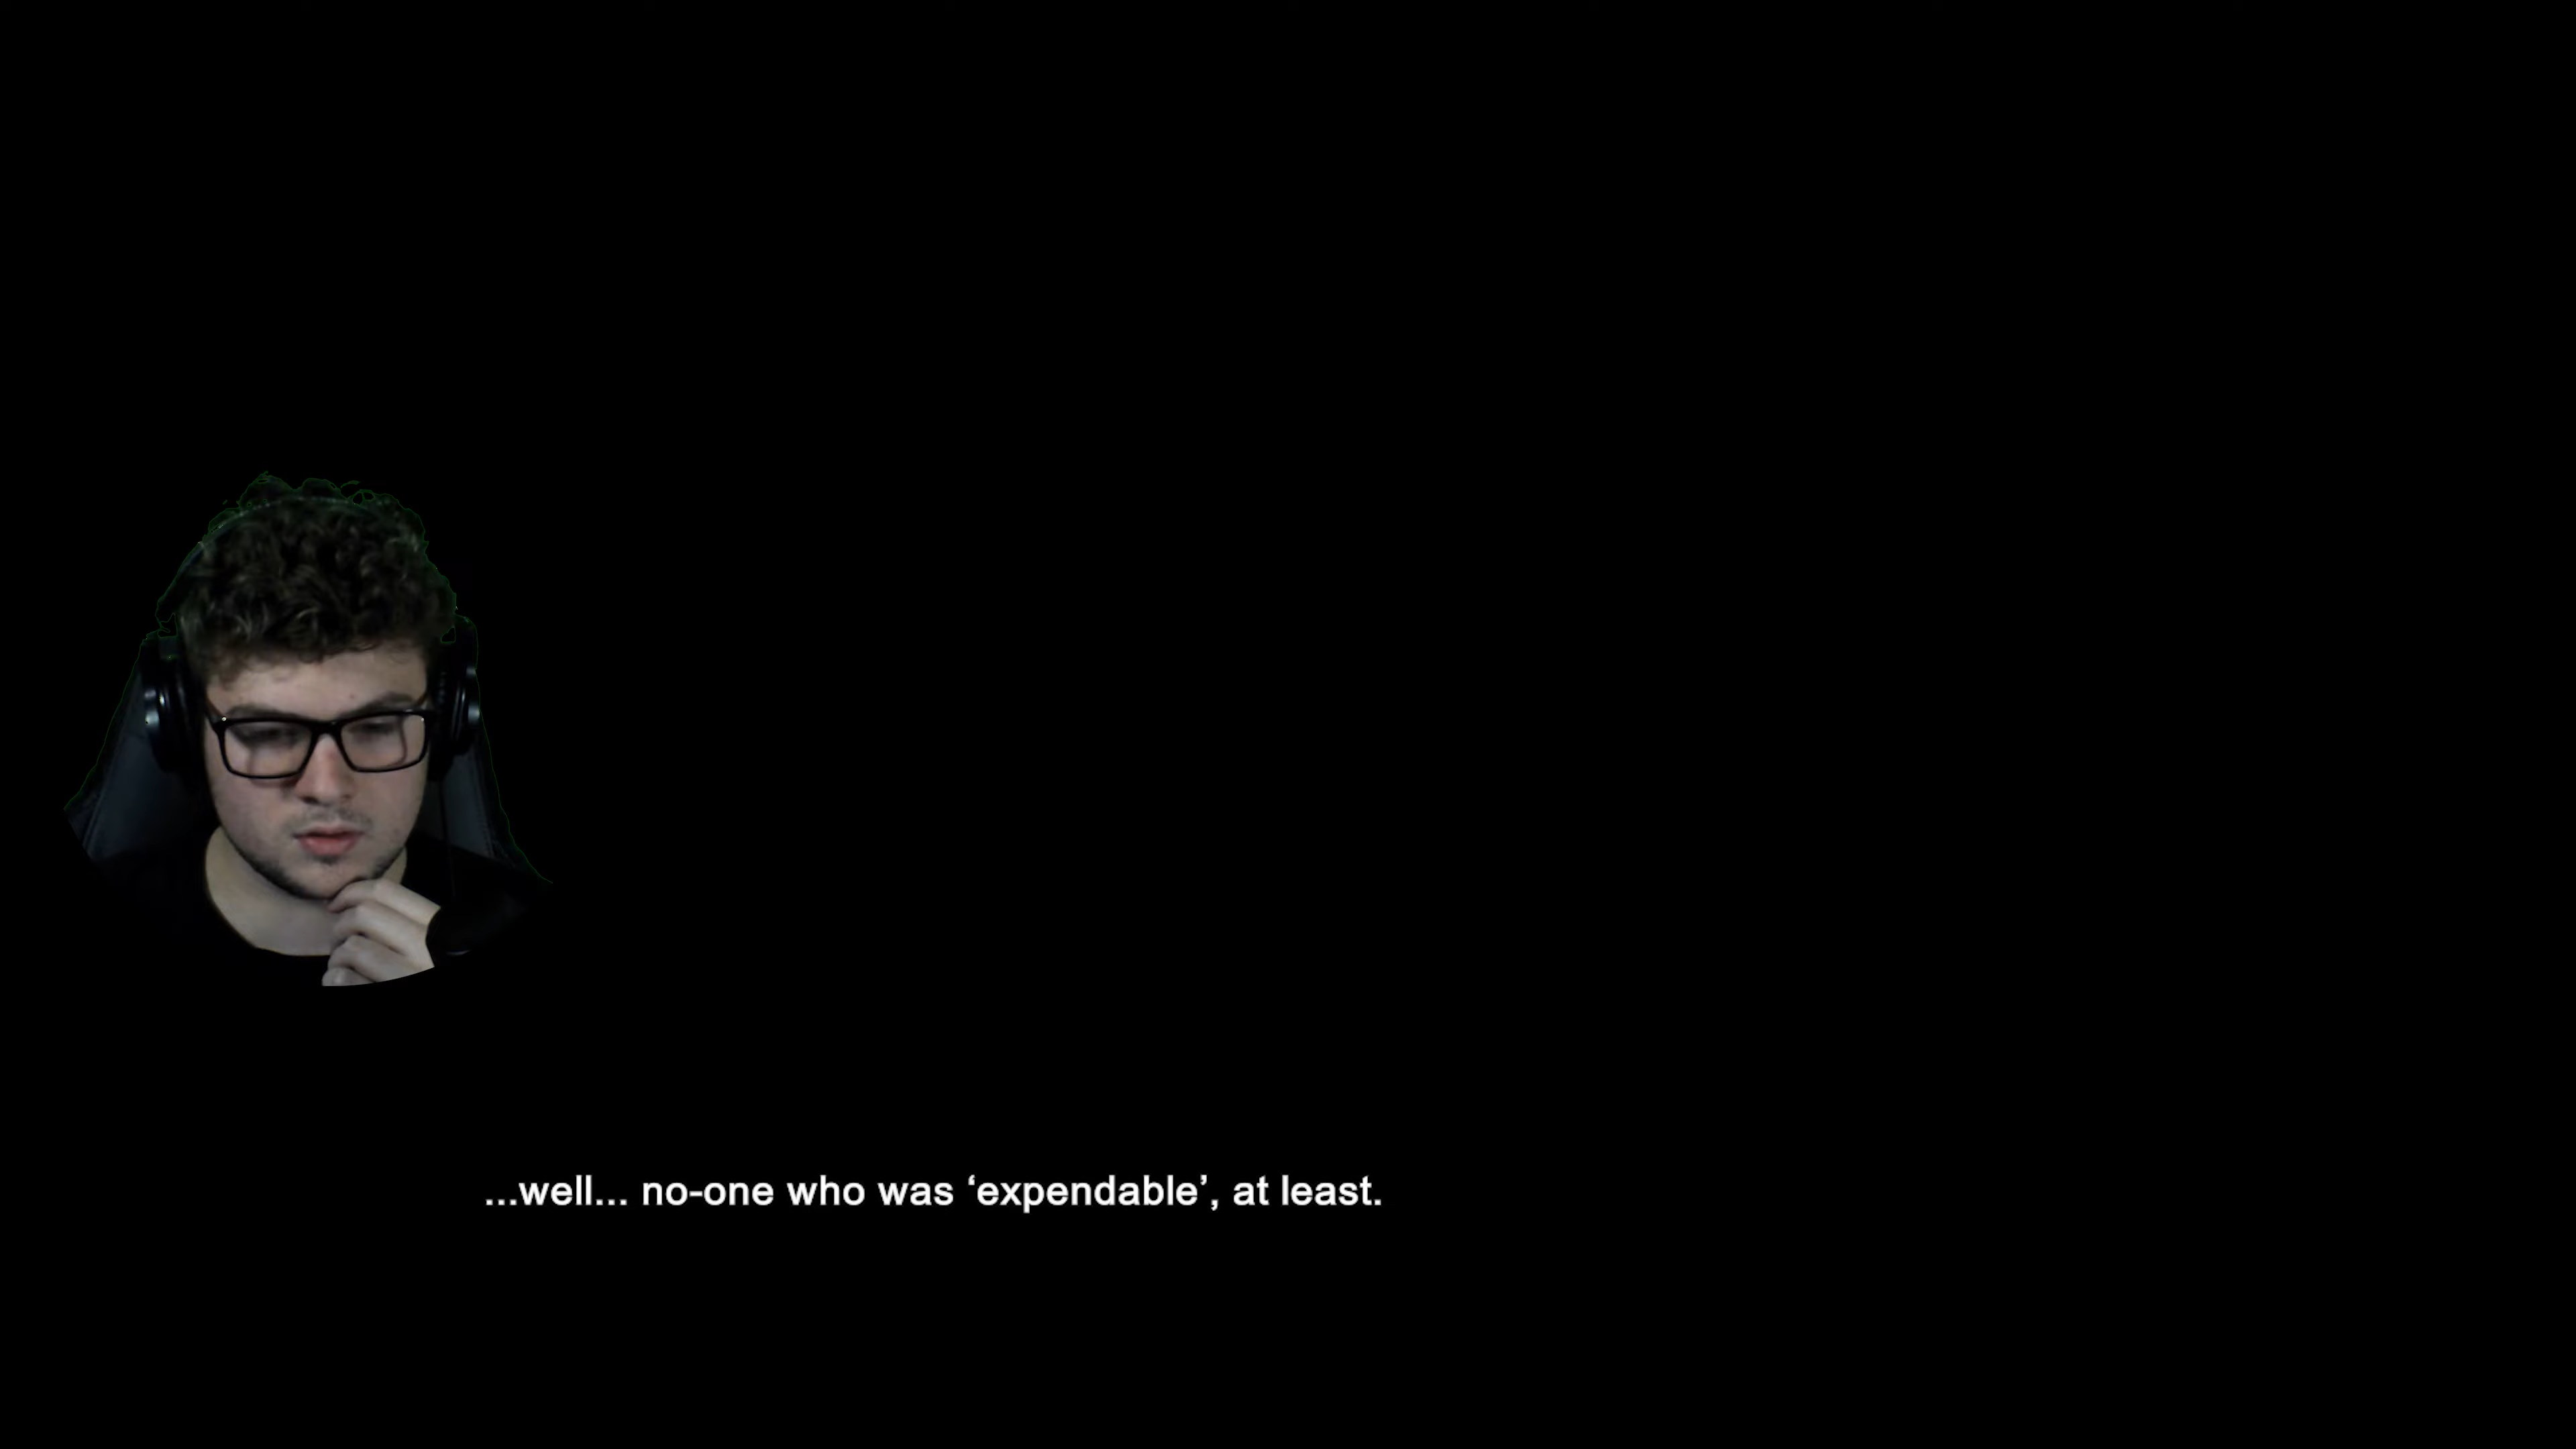 ...well... no-one who was ‘expendable’, at least.